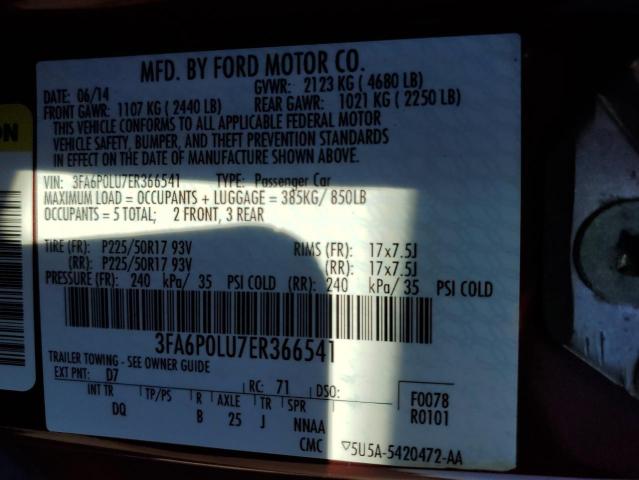 MFD. BY FORD MOTOR CO.
DATE: 06/14 GVWR: 2123 KG ( 4680 LB)
FRONT GAWR: 1107 KG ( 2440 LB) REAR GAWR: 1021 KG ( 2250 LB)
THIS VEHICLE CONFORMS TO ALL APPLICABLE FEDERAL MOTOR
VEHICLE SAFETY, BUMPER, AND THEFT PREVENTION STANDARDS
IN EFFECT ON THE DATE OF MANUFACTURE SHOWN ABOVE.
VIN: 3FA6P0LU7ER366541 TYPE: Passenger Car
MAXIMUM LOAD = OCCUPANTS + LUGGAGE = 385KG/ 850LB
OCCUPANTS = 5 TOTAL; 2 FRONT, 3 REAR
TIRE (FR): P225/50R17 93V RIMS (FR): 17x7.5J
(RR): P225/50R17 93V (RR): 17x7.5J
PRESSURE (FR): 240 kPa/ 35 PSI COLD (RR): 240 kPa/ 35 PSI COLD
3FA6P0LU7ER366541
TRAILER TOWING - SEE OWNER GUIDE
EXT PNT: D7 RC: 71 DSO: F0078
INT TR TP/PS R AXLE TR SPR R0101
DQ B 25 J NNAA
CMC ▽5U5A-5420472-AA
ON